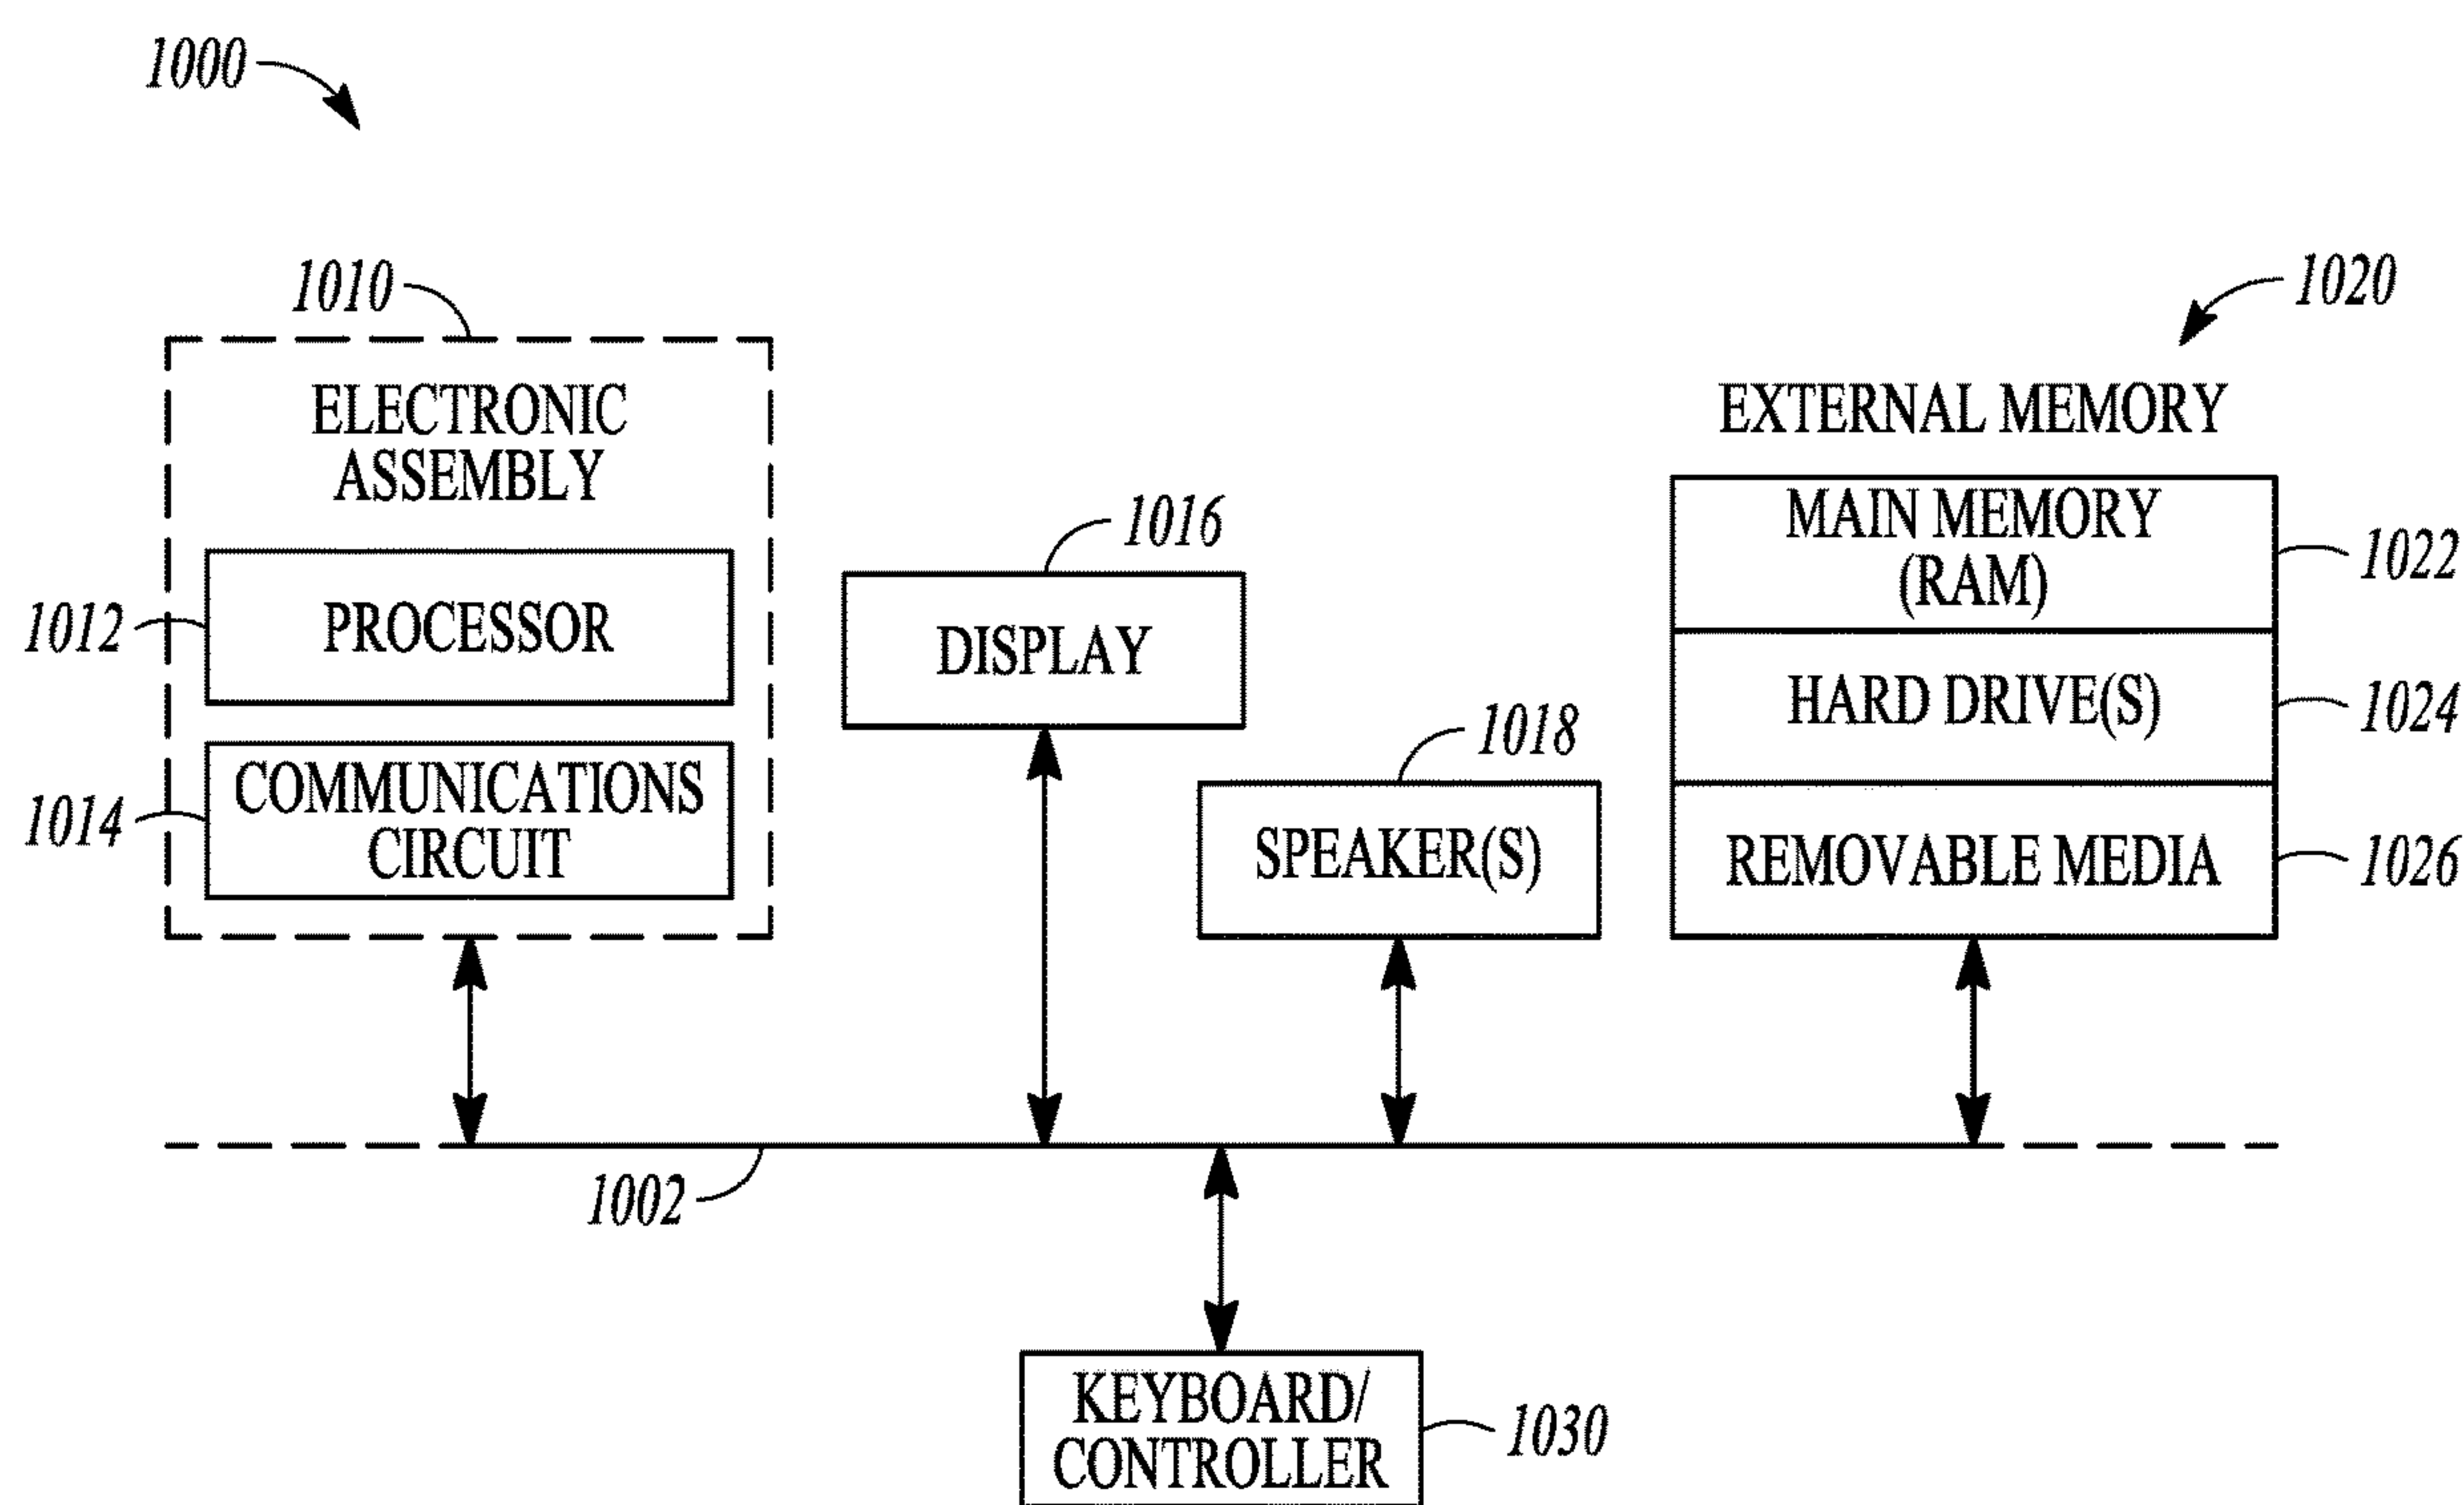 1000
1010
1020
ELECTRONIC
ASSEMBLY
EXTERNAL MEMORY
1016
MAIN MEMORY
(RAM)
1022
1012
PROCESSOR
DISPLAY
HARD DRIVE(S)
1024
1018
1014
COMMUNICATIONS
CIRCUIT
SPEAKER(S)
REMOVABLE MEDIA
1026
1002
KEYBOARD/
CONTROLLER
1030